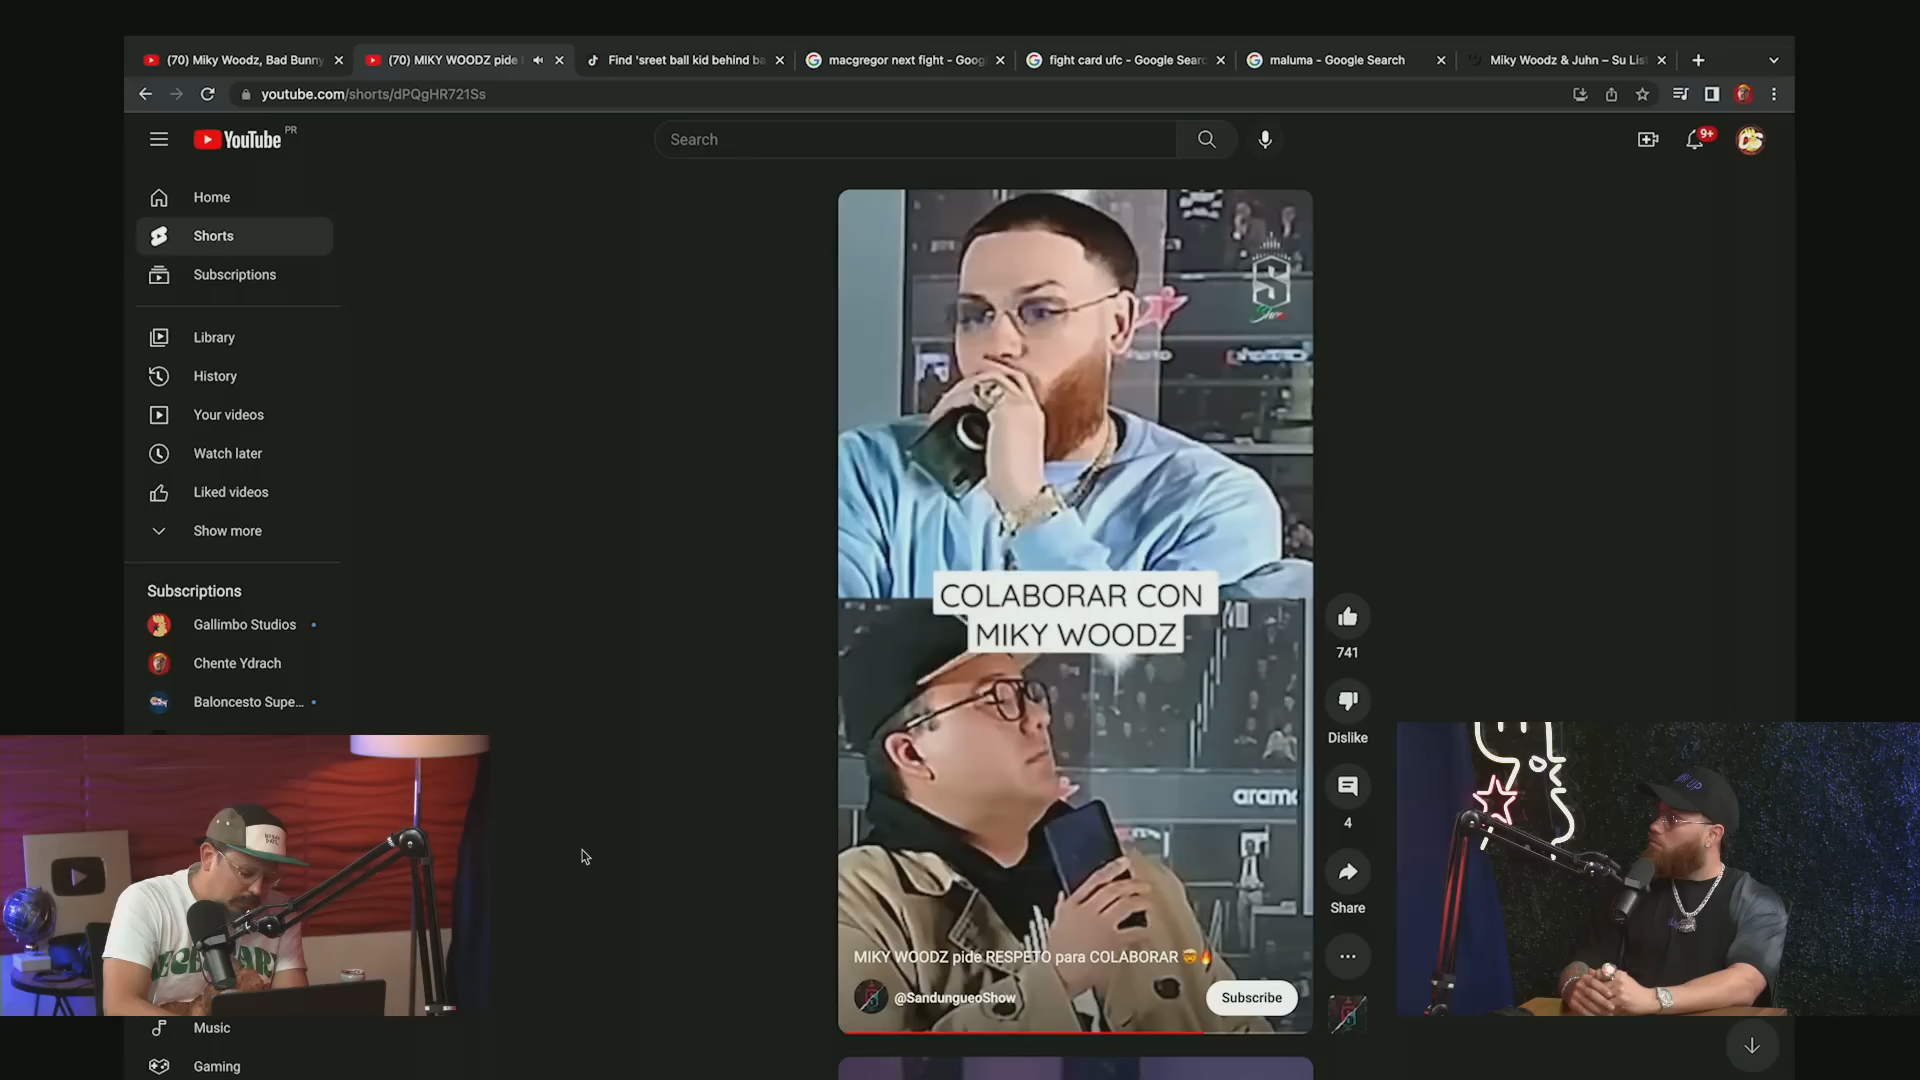 (70) Miky Woodz, Bad Bunny
(70) MIKY WOODZ pide
Find 'sreet ball kid behind ba
macgregor next fight - Goog
fight card ufc - Google Searc
maluma - Google Search
Miky Woodz & Juhn – Su Lis
youtube.com/shorts/dPQgHR721Ss
YouTube PR
Search
9+
Home
Shorts
Subscriptions
Library
History
Your videos
Watch later
Liked videos
Show more
Subscriptions
Gallimbo Studios
Chente Ydrach
Baloncesto Supe...
Music
Gaming
COLABORAR CON
MIKY WOODZ
aramc
MIKY WOODZ pide RESPETO para COLABORAR
@SandungueoShow
Subscribe
741
Dislike
4
Share